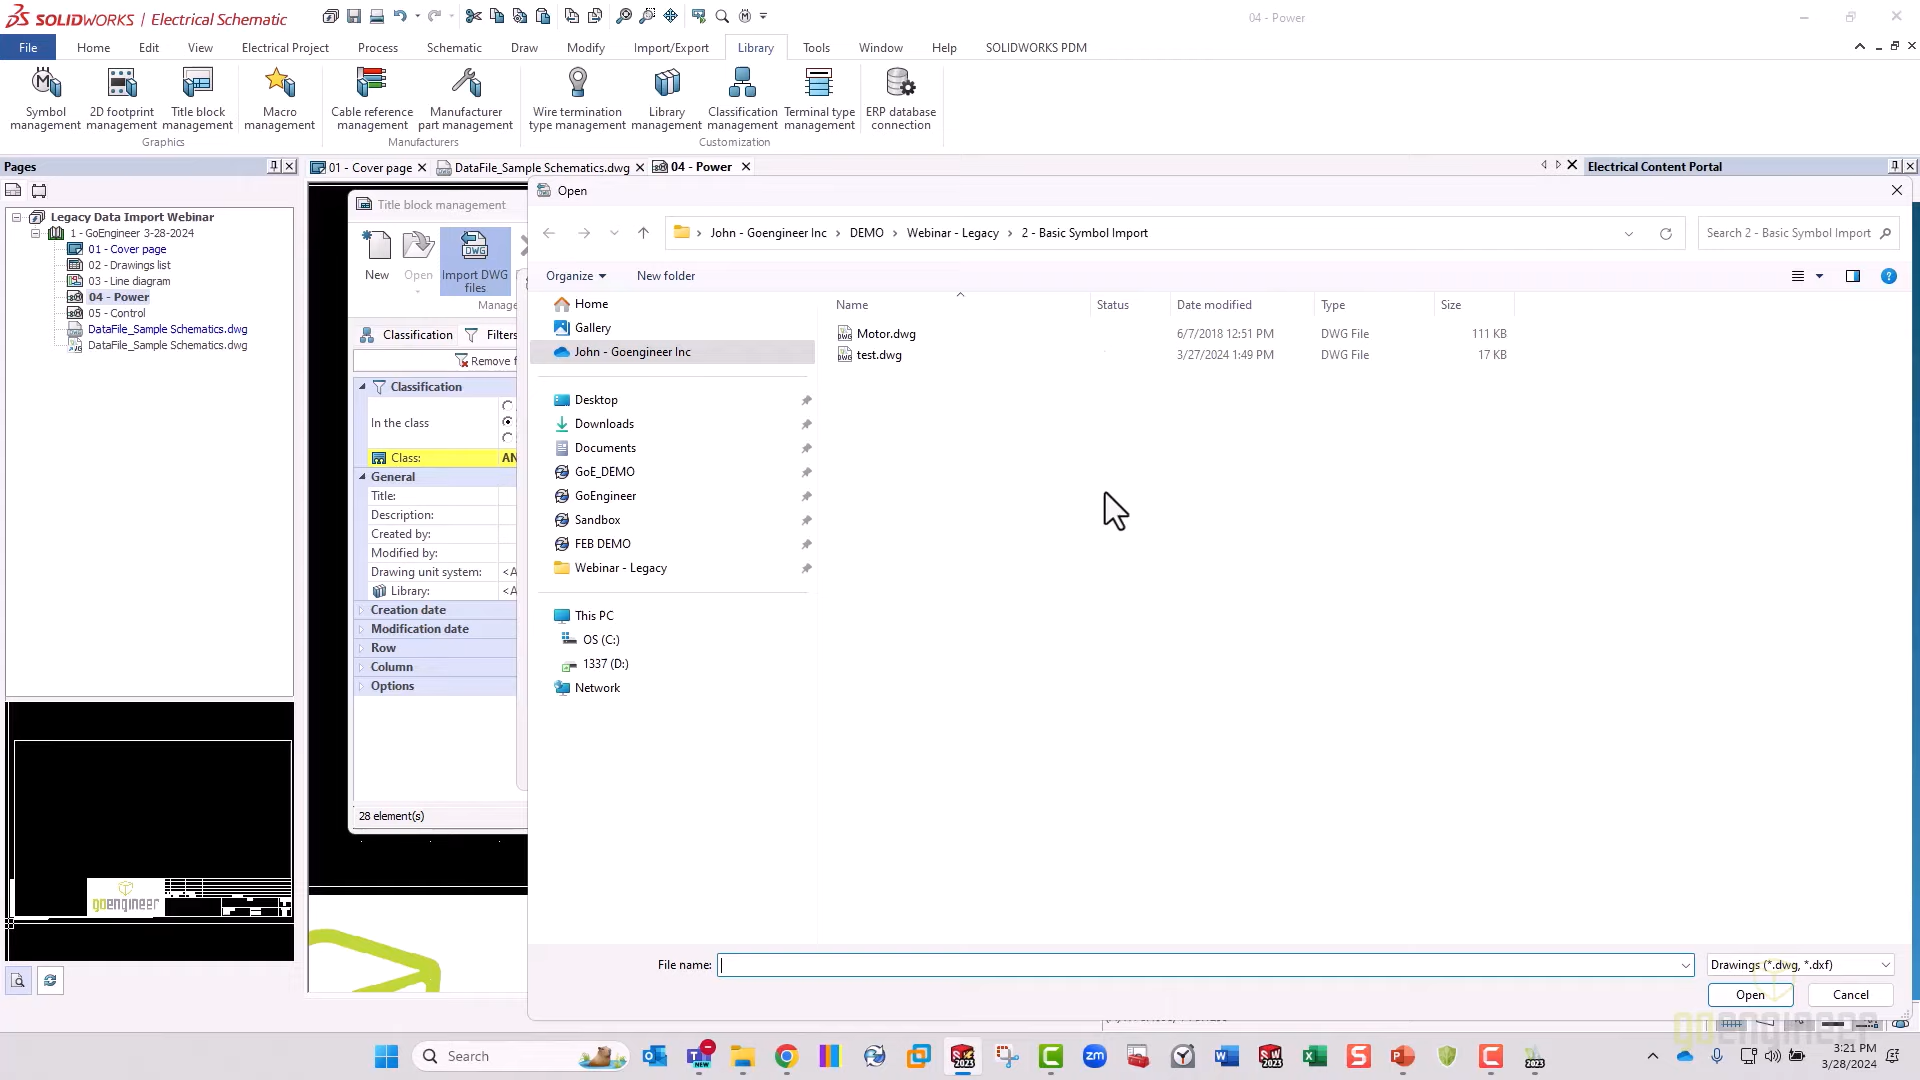 SOLIDWORKS | Electrical Schematic
04 - Power
File
Home
Edit
View
Electrical Project
Process
Schematic
Draw
Modify
Import/Export
Library
Tools
Window
Help
SOLIDWORKS PDM
Symbol management
2D footprint management
Title block management
Macro management
Cable reference management
Manufacturer part management
Wire termination type management
Library management
Classification management
Terminal type management
ERP database connection
Graphics
Manufacturers
Customization
Pages
01 - Cover page
DataFile_Sample Schematics.dwg
04 - Power
Electrical Content Portal
Legacy Data Import Webinar
1 - GoEngineer 3-28-2024
01 - Cover page
02 - Drawings list
03 - Line diagram
04 - Power
05 - Control
DataFile_Sample Schematics.dwg
DataFile_Sample Schematics.dwg
goengineer
Title block management
New
Open
Import DWG files
Manage
Classification
Filters
Remove f
Classification
In the class
Class:
AN
General
Title:
Description:
Created by:
Modified by:
Drawing unit system:
<A
Library:
<A
Creation date
Modification date
Row
Column
Options
28 element(s)
Open
John - Goengineer Inc
DEMO
Webinar - Legacy
2 - Basic Symbol Import
Search 2 - Basic Symbol Import
Organize
New folder
Home
Gallery
John - Goengineer Inc
Desktop
Downloads
Documents
GoE_DEMO
GoEngineer
Sandbox
FEB DEMO
Webinar - Legacy
This PC
OS (C:)
1337 (D:)
Network
Name
Status
Date modified
Type
Size
Motor.dwg
6/7/2018 12:51 PM
DWG File
111 KB
test.dwg
3/27/2024 1:49 PM
DWG File
17 KB
File name:
Drawings (*.dwg, *.dxf)
Open
Cancel
goengineer
Search
3:21 PM
3/28/2024